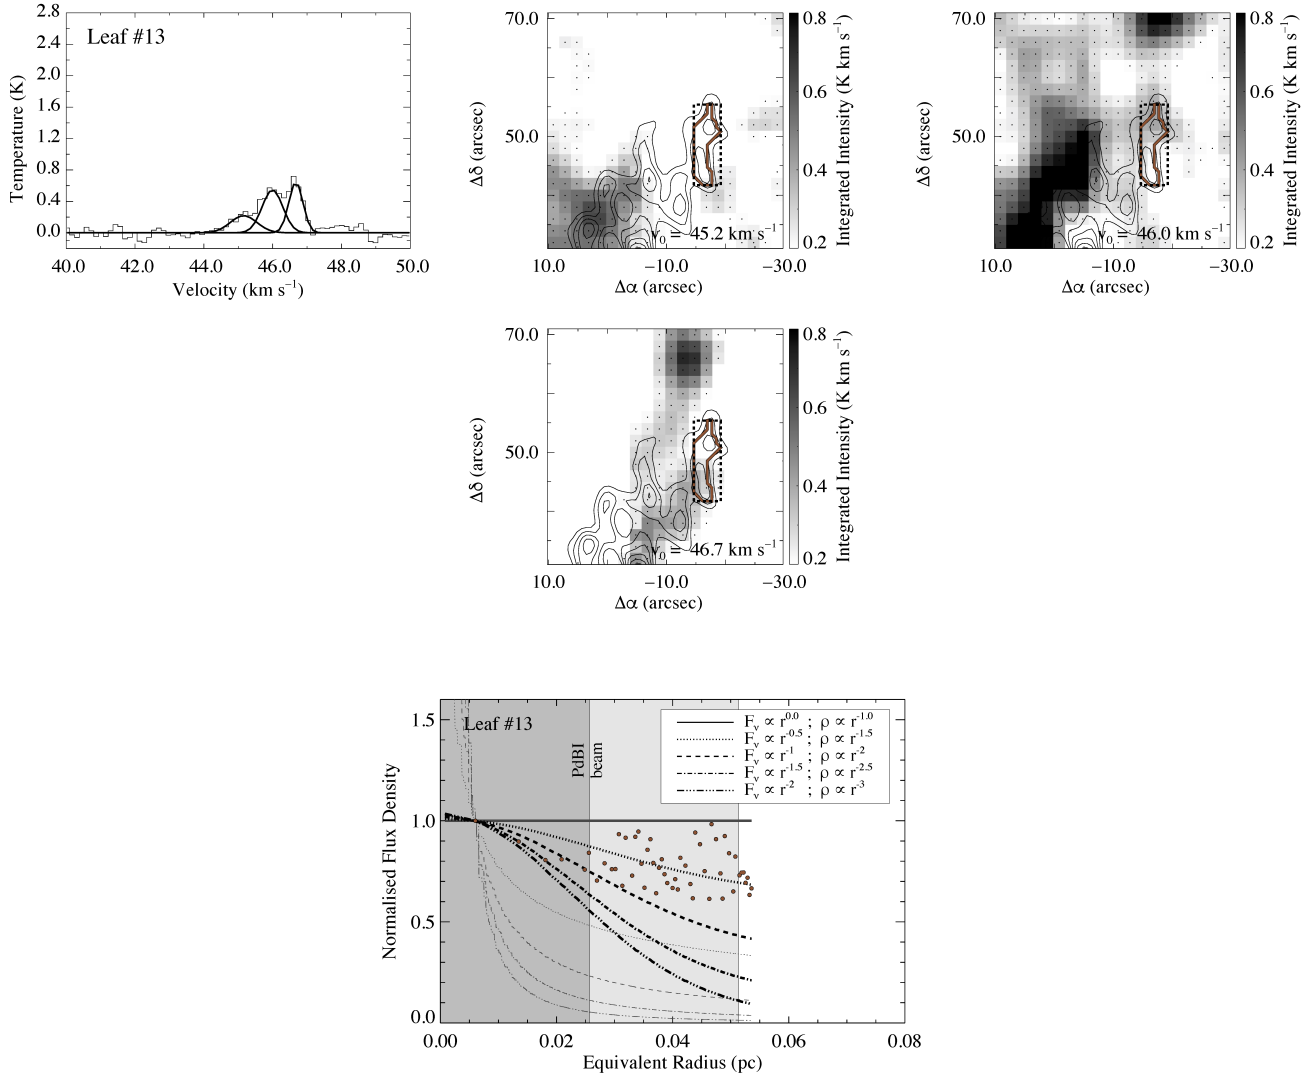 Leaf #13
Temperature (K)
2.8
2.4
2.0
1.6
1.2
0.8
0.4
0.0
40.0 42.0 44.0 46.0 48.0 50.0
Velocity (km s⁻¹)
Δδ (arcsec)
70.0
50.0
v₀ = 45.2 km s⁻¹
10.0 −10.0 −30.0
Δα (arcsec)
0.8
0.6
0.4
0.2
Integrated Intensity (K km s⁻¹)
Δδ (arcsec)
70.0
50.0
v₀ = 46.0 km s⁻¹
10.0 −10.0 −30.0
Δα (arcsec)
0.8
0.6
0.4
0.2
Integrated Intensity (K km s⁻¹)
Δδ (arcsec)
70.0
50.0
v₀ = 46.7 km s⁻¹
10.0 −10.0 −30.0
Δα (arcsec)
0.8
0.6
0.4
0.2
Integrated Intensity (K km s⁻¹)
Leaf #13
PdBI
beam
F_ν ∝ r^0.0 ; ρ ∝ r^-1.0
F_ν ∝ r^-0.5 ; ρ ∝ r^-1.5
F_ν ∝ r^-1 ; ρ ∝ r^-2
F_ν ∝ r^-1.5 ; ρ ∝ r^-2.5
F_ν ∝ r^-2 ; ρ ∝ r^-3
Normalised Flux Density
1.5
1.0
0.5
0.0
0.00 0.02 0.04 0.06 0.08
Equivalent Radius (pc)